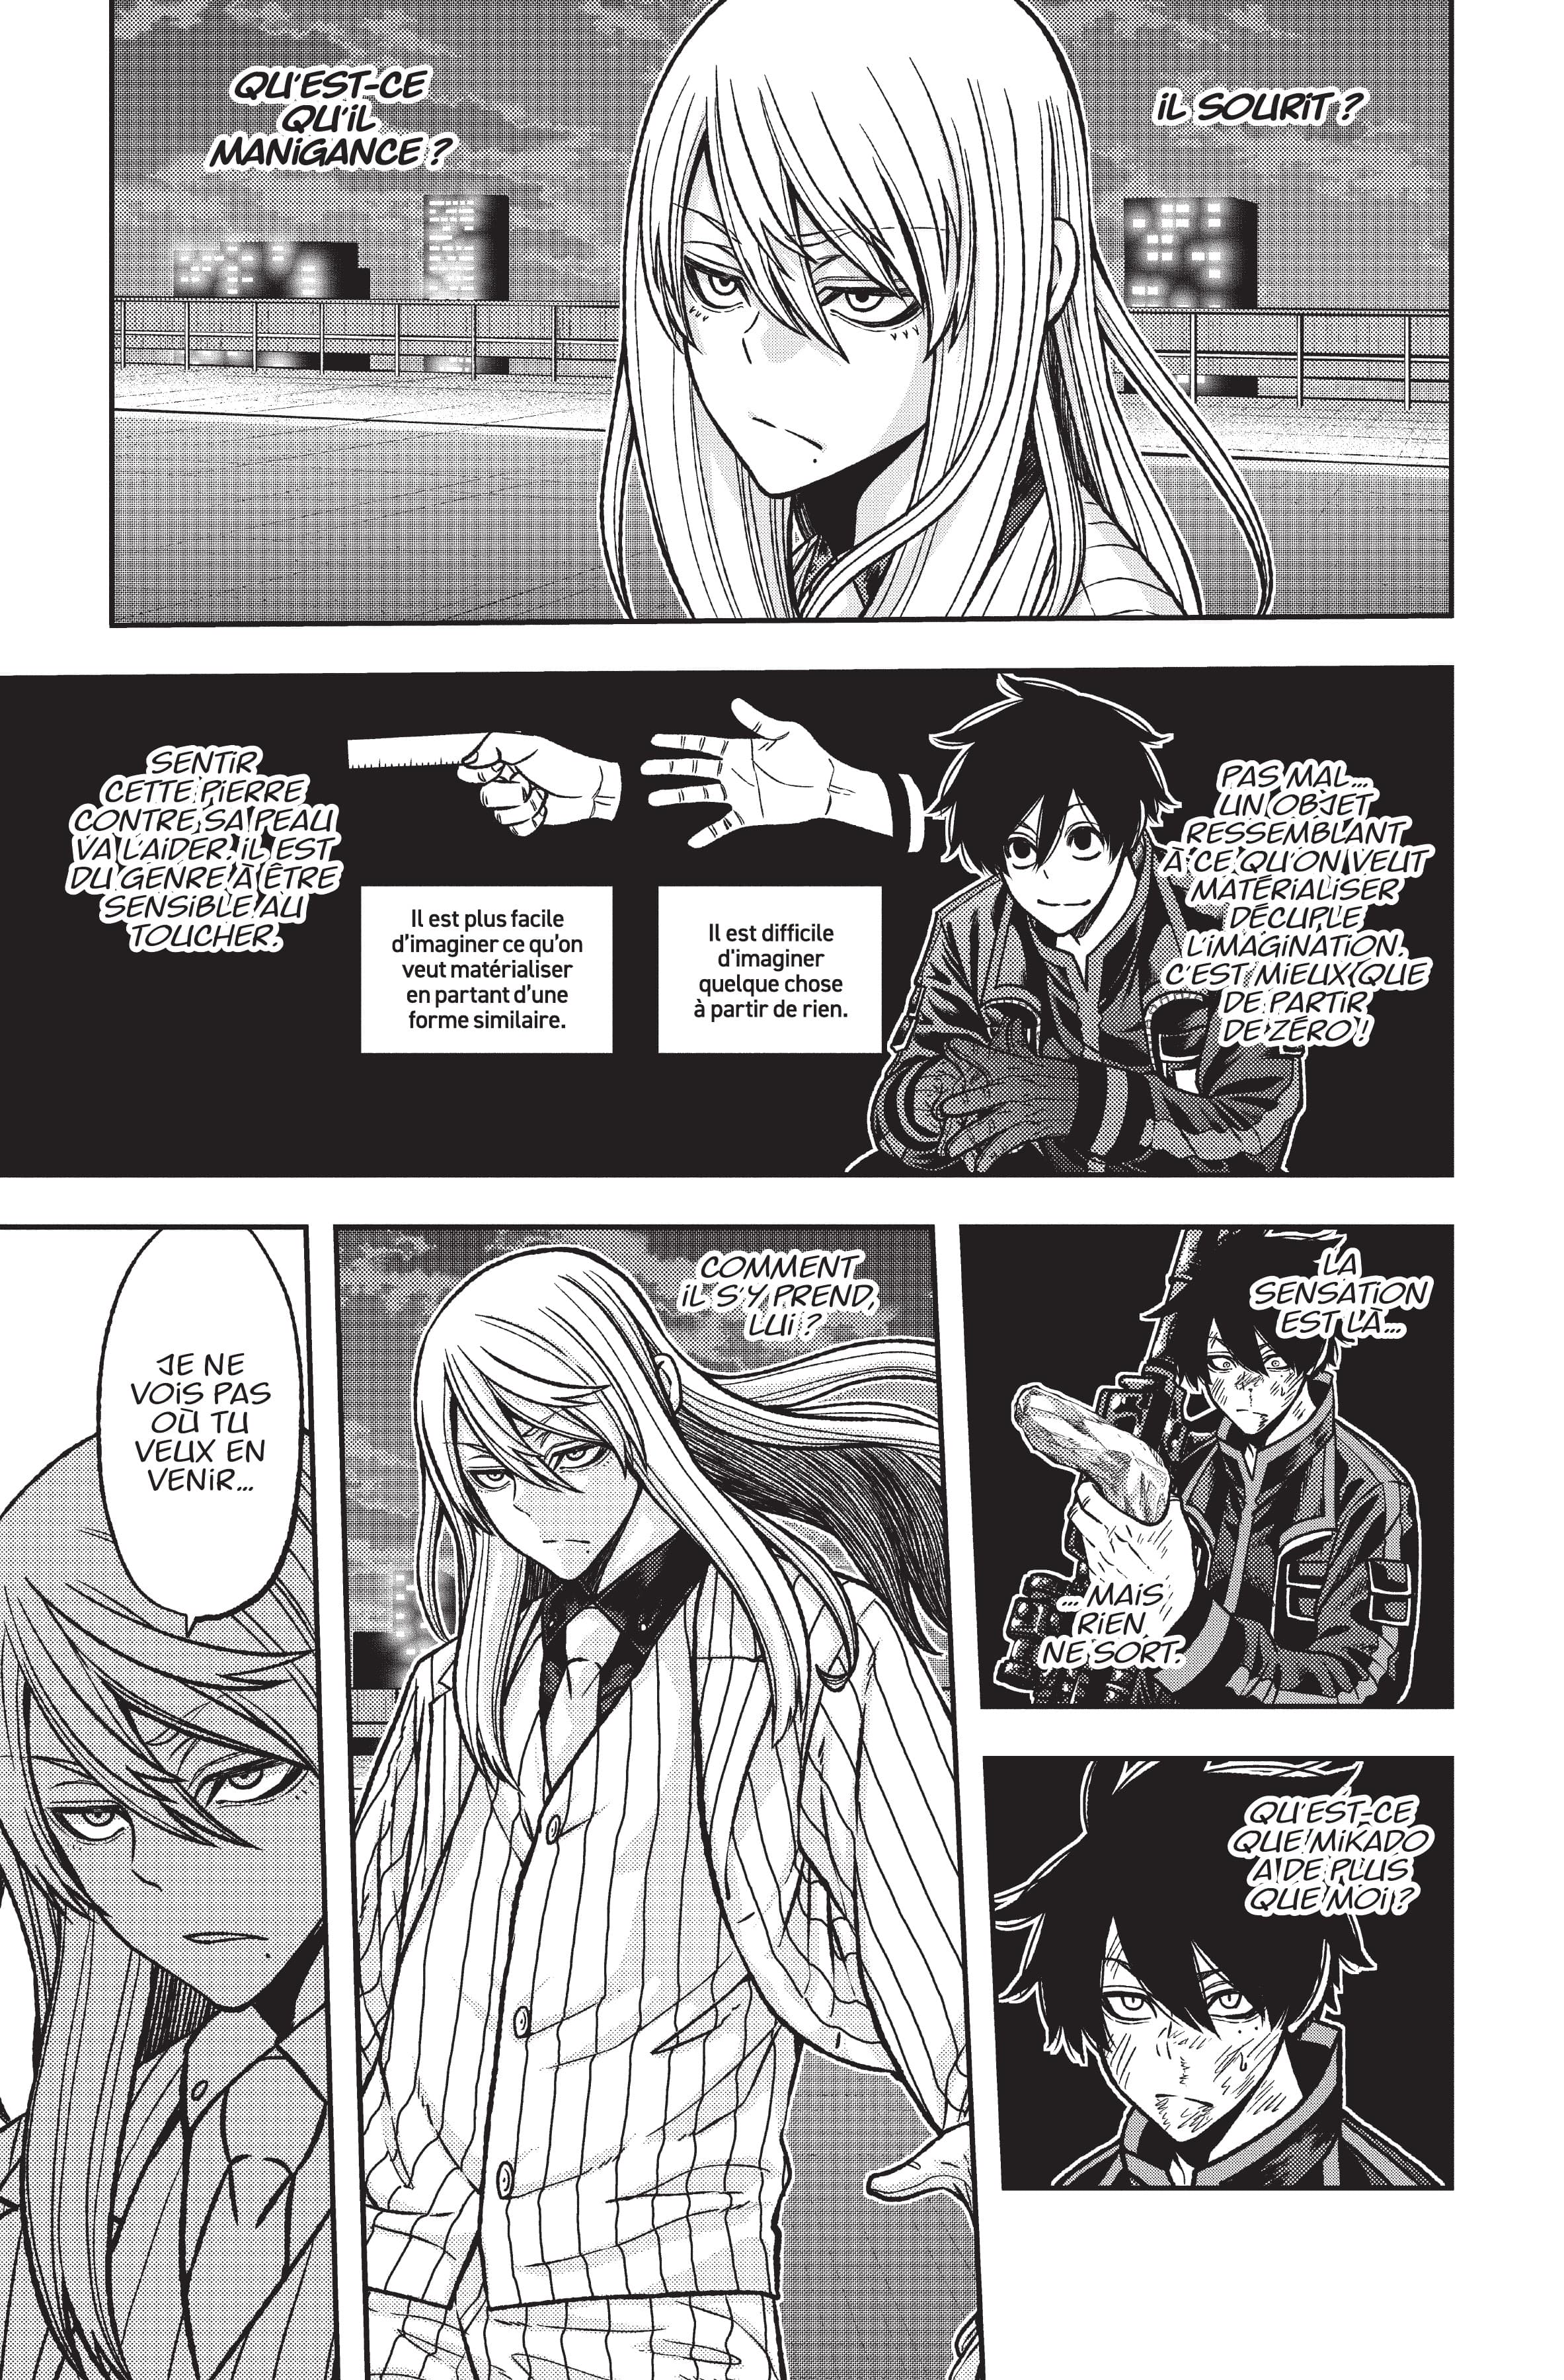 IL SOURIT ?
QU'EST-CE
QU'IL
MANIGANCE ?
PAS MAL...
UN OBJET
RESSEMBLANT
À CE QU'ON VEUT
MATÉRIALISER
DÉCUPLE
L'IMAGINATION.
C'EST MIEUX QUE
DE PARTIR
DE ZÉRO !
Il est difficile
d'imaginer
quelque chose
à partir de rien.
Il est plus facile
d'imaginer ce qu'on
veut matérialiser
en partant d'une
forme similaire.
SENTIR
CETTE PIERRE
CONTRE SA PEAU
VA L'AIDER. IL EST
DU GENRE À ÊTRE
SENSIBLE AU
TOUCHER.
LA
SENSATION
EST LÀ...
... MAIS
RIEN
NE SORT.
QU'EST-CE
QUE MIKADO
A DE PLUS
QUE MOI ?
COMMENT
IL S'Y PREND,
LUI ?
JE NE
VOIS PAS
OÙ TU
VEUX EN
VENIR...